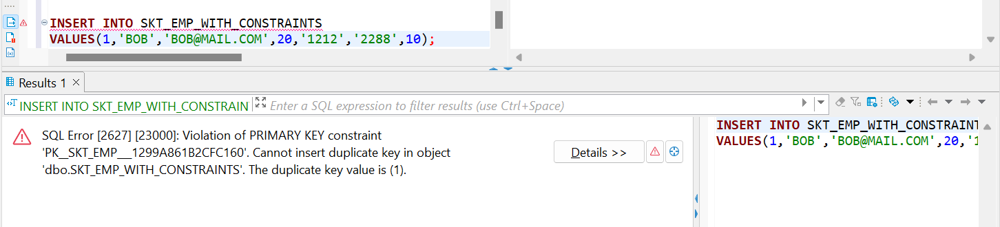 INSERT INTO SKT_EMP_WITH_CONSTRAINTS
VALUES(1,'BOB','BOB@MAIL.COM',20,'1212','2288',10);
Results 1
INSERT INTO SKT_EMP_WITH_CONSTRAIN
Enter a SQL expression to filter results (use Ctrl+Space)
SQL Error [2627] [23000]: Violation of PRIMARY KEY constraint
'PK__SKT_EMP___1299A861B2CFC160'. Cannot insert duplicate key in object
'dbo.SKT_EMP_WITH_CONSTRAINTS'. The duplicate key value is (1).
Details >>
INSERT INTO SKT_EMP_WITH_CONSTRAINT
VALUES(1,'BOB','BOB@MAIL.COM',20,'1